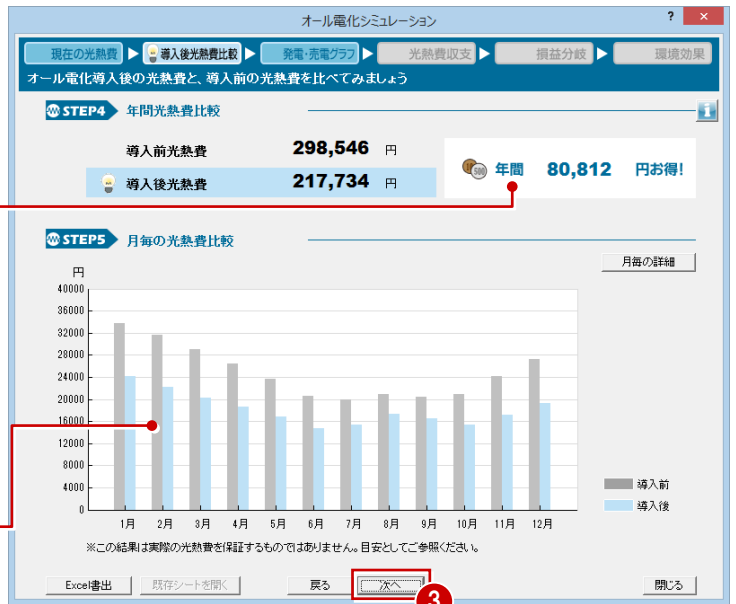 オール電化シミュレーション
?
×
現在の光熱費
導入後光熱費比較
発電・売電グラフ
光熱費収支
損益分岐
環境効果
オール電化導入後の光熱費と、導入前の光熱費を比べてみましょう
STEP4 年間光熱費比較
i
導入前光熱費 298,546 円
導入後光熱費 217,734 円
500 年間 80,812 円お得!
STEP5 月毎の光熱費比較
月毎の詳細
円
40000
36000
32000
28000
24000
20000
16000
12000
8000
4000
0
1月 2月 3月 4月 5月 6月 7月 8月 9月 10月 11月 12月
導入前
導入後
※この結果は実際の光熱費を保証するものではありません。目安としてご参照ください。
Excel書出
既存シートを開く
戻る
次へ
閉じる
3